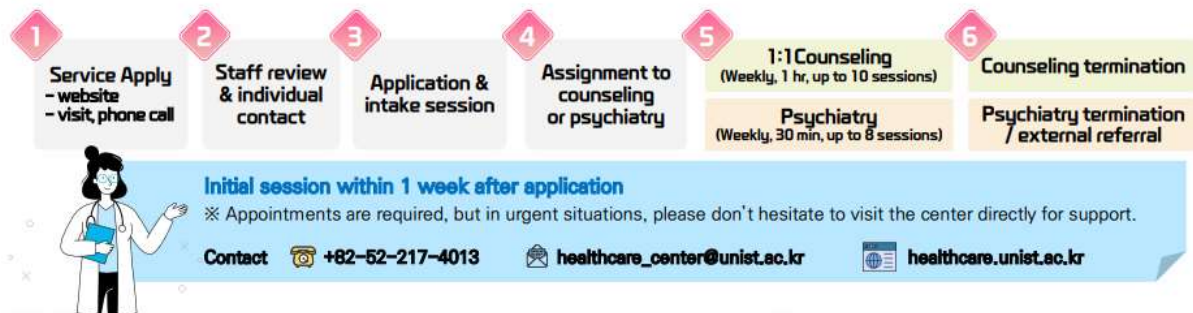 1
Service Apply
- website
- visit, phone call
2
Staff review
& individual
contact
3
Application &
intake session
4
Assignment to
counseling
or psychiatry
5
1:1 Counseling
(Weekly, 1 hr, up to 10 sessions)
Psychiatry
(Weekly, 30 min, up to 8 sessions)
6
Counseling termination
Psychiatry termination
/ external referral
Initial session within 1 week after application
※ Appointments are required, but in urgent situations, please don't hesitate to visit the center directly for support.
Contact +82-52-217-4013 healthcare_center@unist.ac.kr healthcare.unist.ac.kr